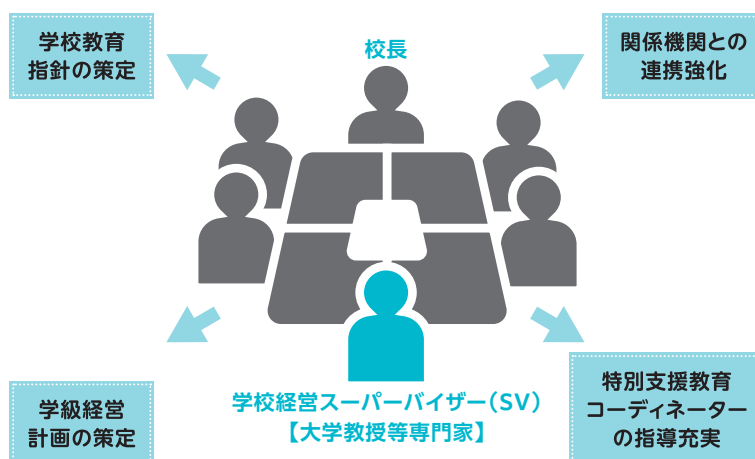 学校教育
指針の策定
校長
関係機関との
連携強化
学級経営
計画の策定
学校経営スーパーバイザー(SV)
【大学教授等専門家】
特別支援教育
コーディネーター
の指導充実